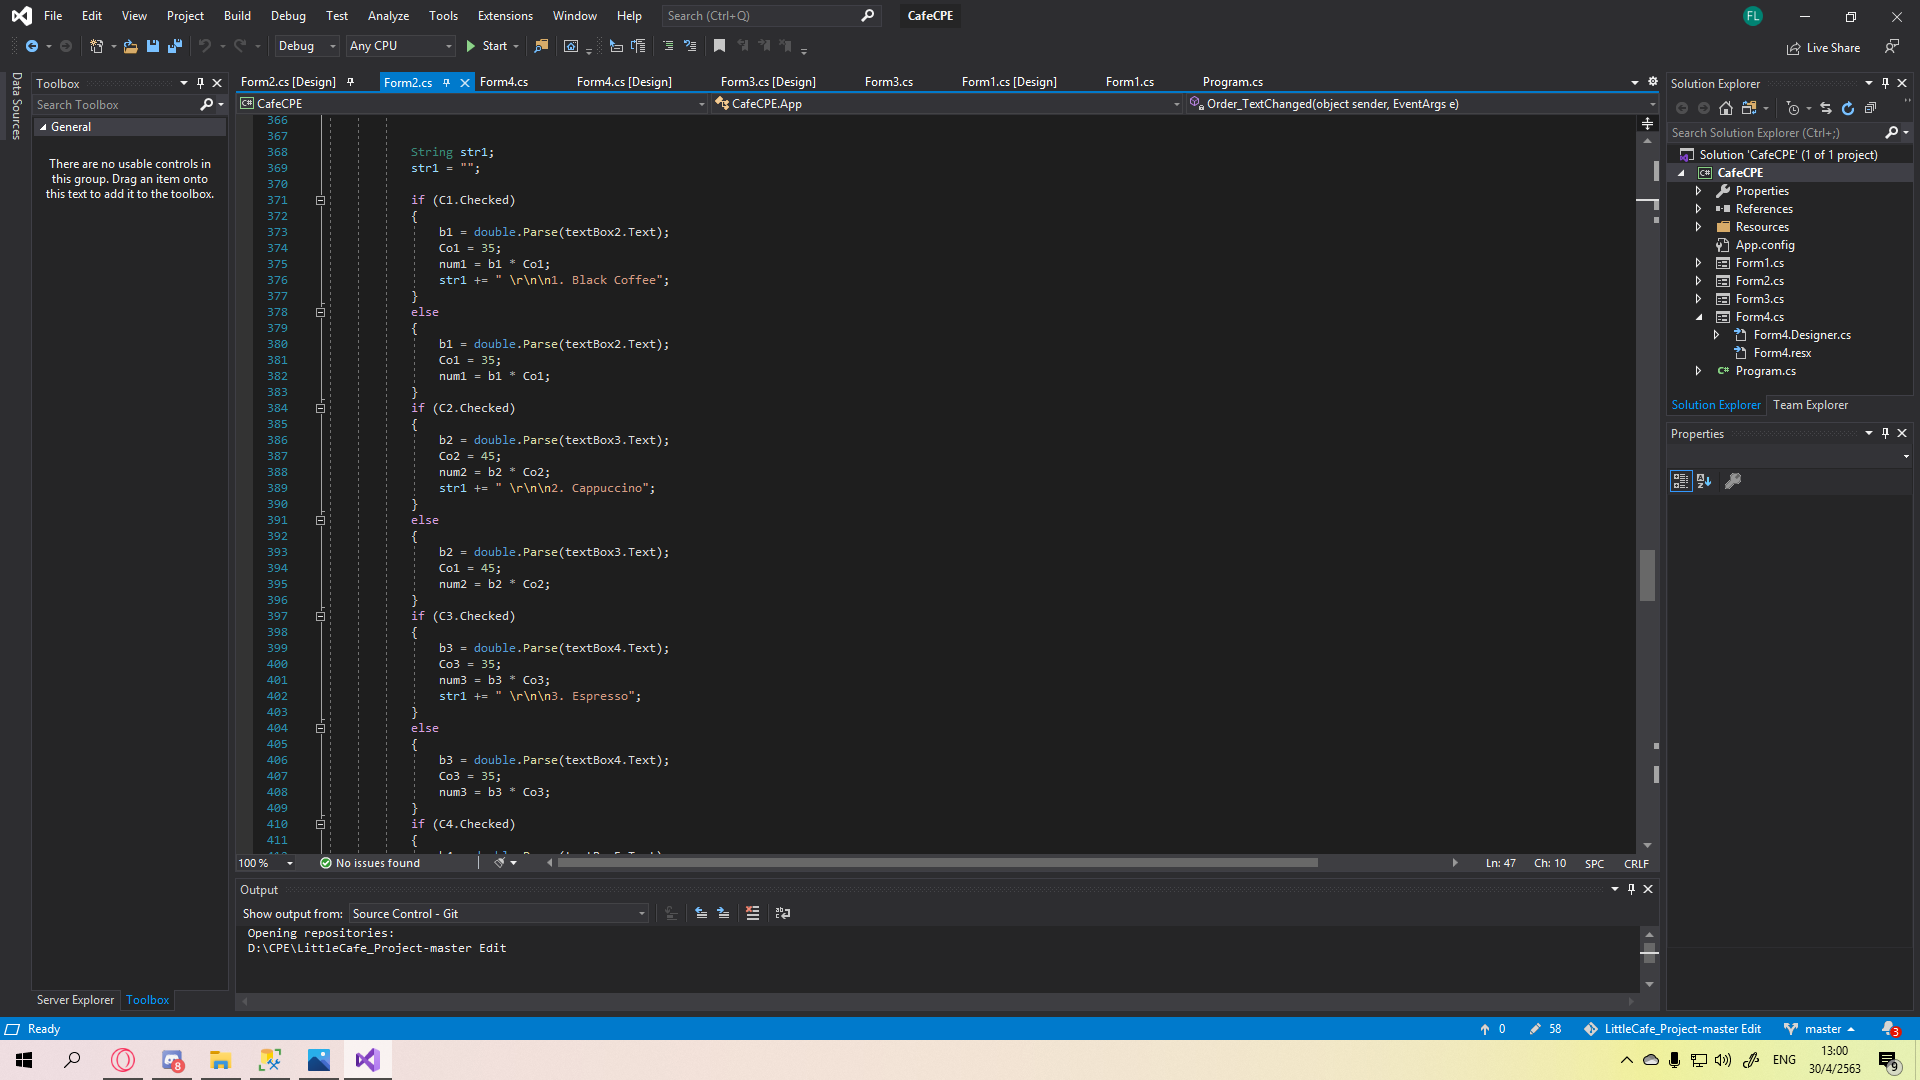 File Edit View Project Build Debug Test Analyze Tools Extensions Window Help Search (Ctrl+Q) CafeCPE FL
Debug Any CPU Start Live Share
Data Sources
Toolbox
Search Toolbox
General
There are no usable controls in
this group. Drag an item onto
this text to add it to the toolbox.
Server Explorer Toolbox
Form2.cs [Design] Form2.cs Form4.cs Form4.cs [Design] Form3.cs [Design] Form3.cs Form1.cs [Design] Form1.cs Program.cs
C# CafeCPE CafeCPE.App Order_TextChanged(object sender, EventArgs e)
366
367
368 String str1;
369 str1 = "";
370
371 if (C1.Checked)
372 {
373 b1 = double.Parse(textBox2.Text);
374 Co1 = 35;
375 num1 = b1 * Co1;
376 str1 += " \r\n\n1. Black Coffee";
377 }
378 else
379 {
380 b1 = double.Parse(textBox2.Text);
381 Co1 = 35;
382 num1 = b1 * Co1;
383 }
384 if (C2.Checked)
385 {
386 b2 = double.Parse(textBox3.Text);
387 Co2 = 45;
388 num2 = b2 * Co2;
389 str1 += " \r\n\n2. Cappuccino";
390 }
391 else
392 {
393 b2 = double.Parse(textBox3.Text);
394 Co1 = 45;
395 num2 = b2 * Co2;
396 }
397 if (C3.Checked)
398 {
399 b3 = double.Parse(textBox4.Text);
400 Co3 = 35;
401 num3 = b3 * Co3;
402 str1 += " \r\n\n3. Espresso";
403 }
404 else
405 {
406 b3 = double.Parse(textBox4.Text);
407 Co3 = 35;
408 num3 = b3 * Co3;
409 }
410 if (C4.Checked)
411 {
100 % No issues found Ln: 47 Ch: 10 SPC CRLF
Output
Show output from: Source Control - Git
Opening repositories:
D:\CPE\LittleCafe_Project-master Edit
Solution Explorer
Search Solution Explorer (Ctrl+;)
Solution 'CafeCPE' (1 of 1 project)
C# CafeCPE
Properties
References
Resources
App.config
Form1.cs
Form2.cs
Form3.cs
Form4.cs
Form4.Designer.cs
Form4.resx
C# Program.cs
Solution Explorer Team Explorer
Properties
Ready 0 58 LittleCafe_Project-master Edit master 3
8 ENG 13:00
30/4/2563 9